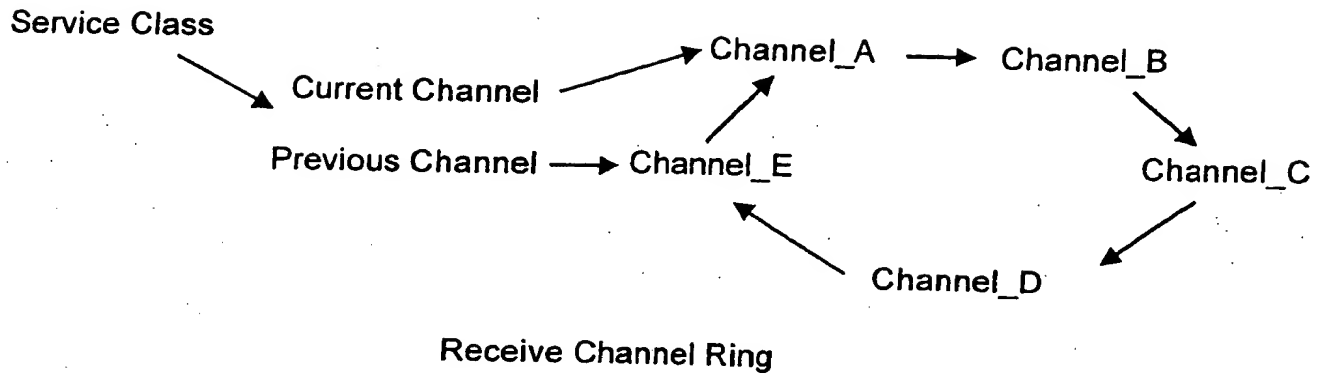 Service Class
Current Channel
Channel_A
Channel_B
Previous Channel
Channel_E
Channel_C
Channel_D
Receive Channel Ring